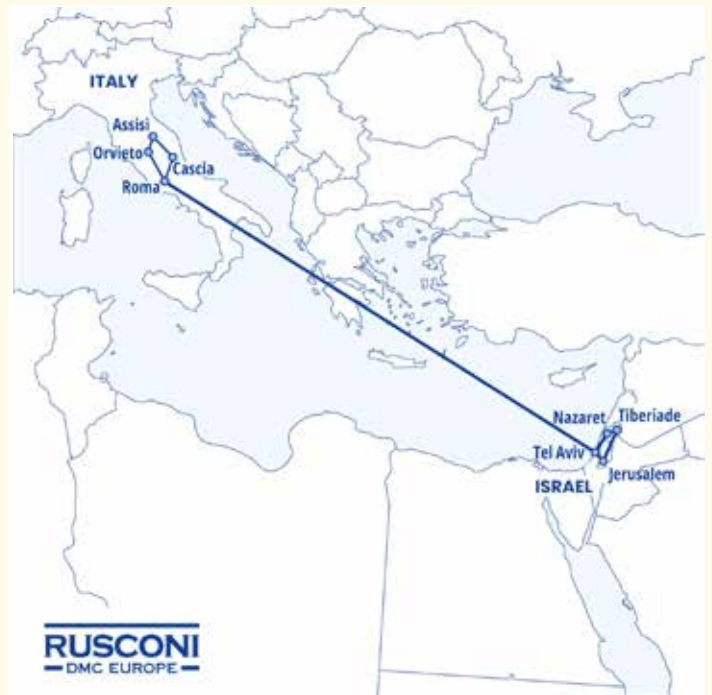 ITALY
Assisi
Orvieto
Cascia
Roma
Nazaret
Tiberiade
Tel Aviv
Jerusalem
ISRAEL
RUSCONI
DMC EUROPE